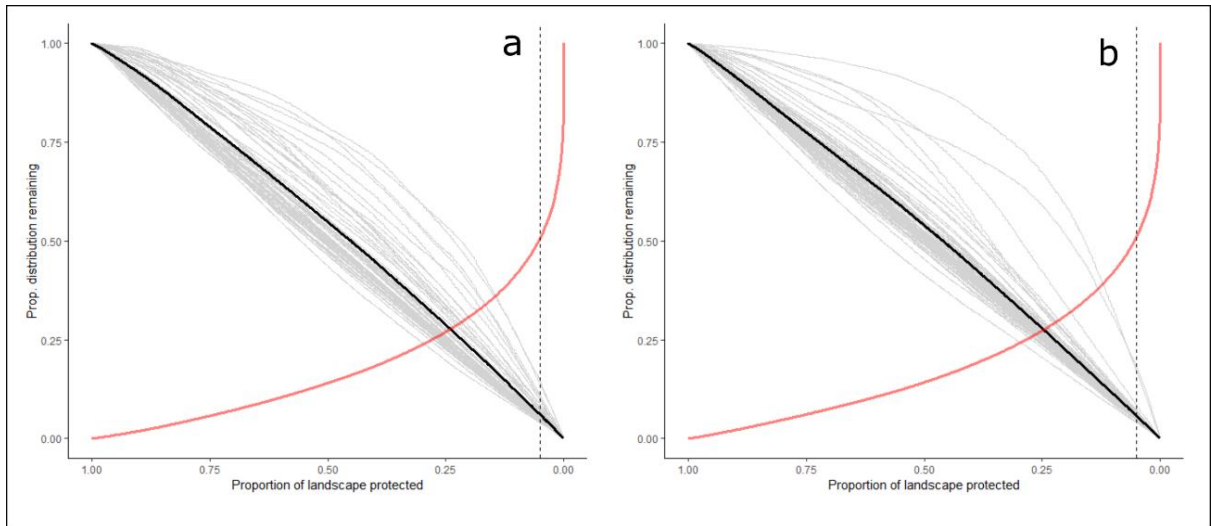 a
1.00
0.75
0.50
0.25
0.00
Prop. distribution remaining
1.00 0.75 0.50 0.25 0.00
Proportion of landscape protected
b
1.00
0.75
0.50
0.25
0.00
Prop. distribution remaining
1.00 0.75 0.50 0.25 0.00
Proportion of landscape protected